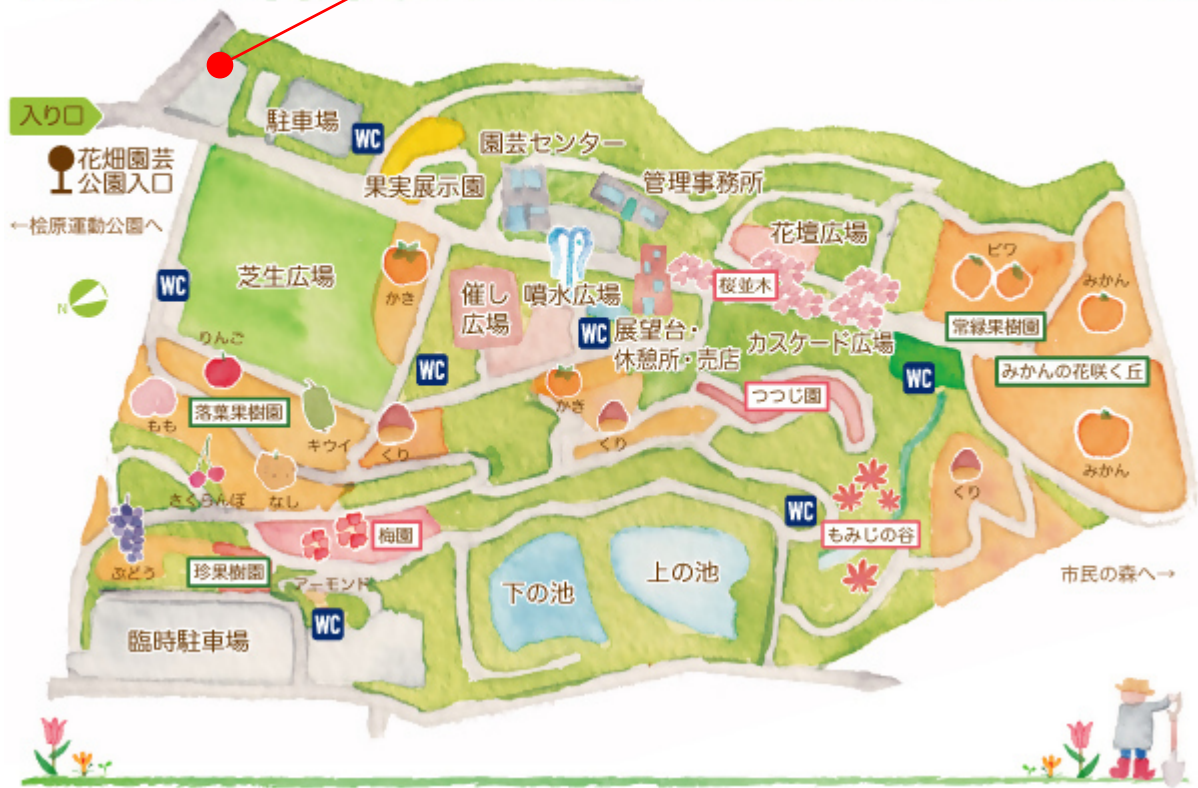 入り口
駐車場
WC
花畑園芸
公園入口
←桧原運動公園へ
園芸センター
果実展示園
管理事務所
花壇広場
ビワ
みかん
芝生広場
かき
催し
広場
噴水広場
桜並木
WC
N
WC
展望台・
休憩所・売店
カスケード広場
常緑果樹園
みかんの花咲く丘
りんご
WC
WC
つつじ園
もも
落葉果樹園
キウイ
くり
かき
くり
みかん
さくらんぼ
なし
くり
WC
もみじの谷
梅園
ぶどう
珍果樹園
アーモンド
下の池
上の池
市民の森へ→
臨時駐車場
WC